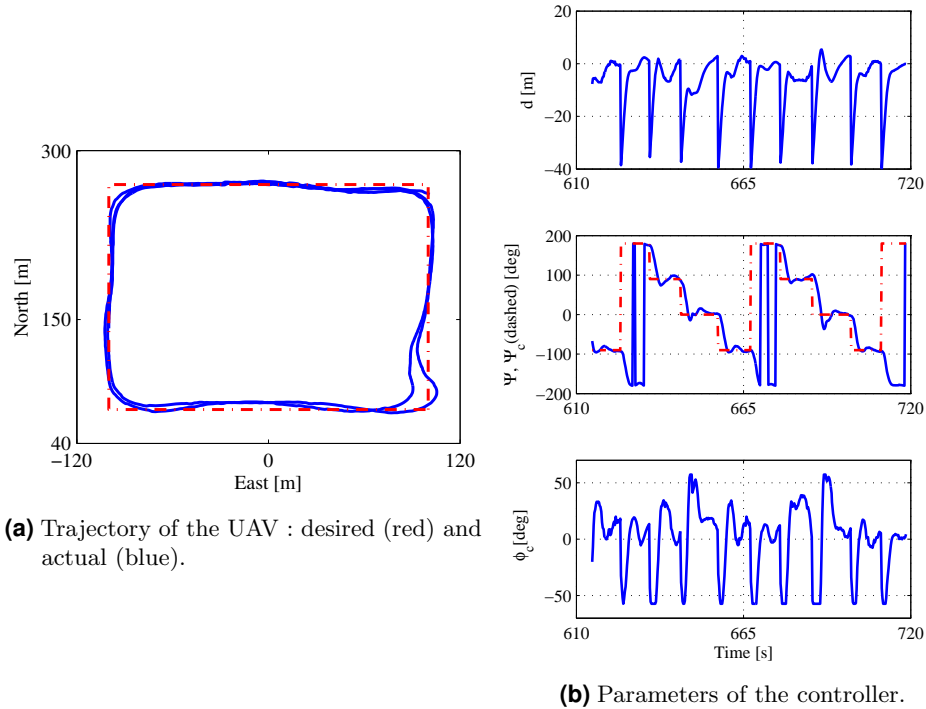 300
150
40
−120
0
120
North [m]
East [m]
(a) Trajectory of the UAV : desired (red) and
actual (blue).
0
−20
−40
610
665
720
d [m]
200
100
0
−100
−200
610
665
720
Ψ, Ψc(dashed) [deg]
50
0
−50
610
665
720
ϕc[deg]
Time [s]
(b) Parameters of the controller.